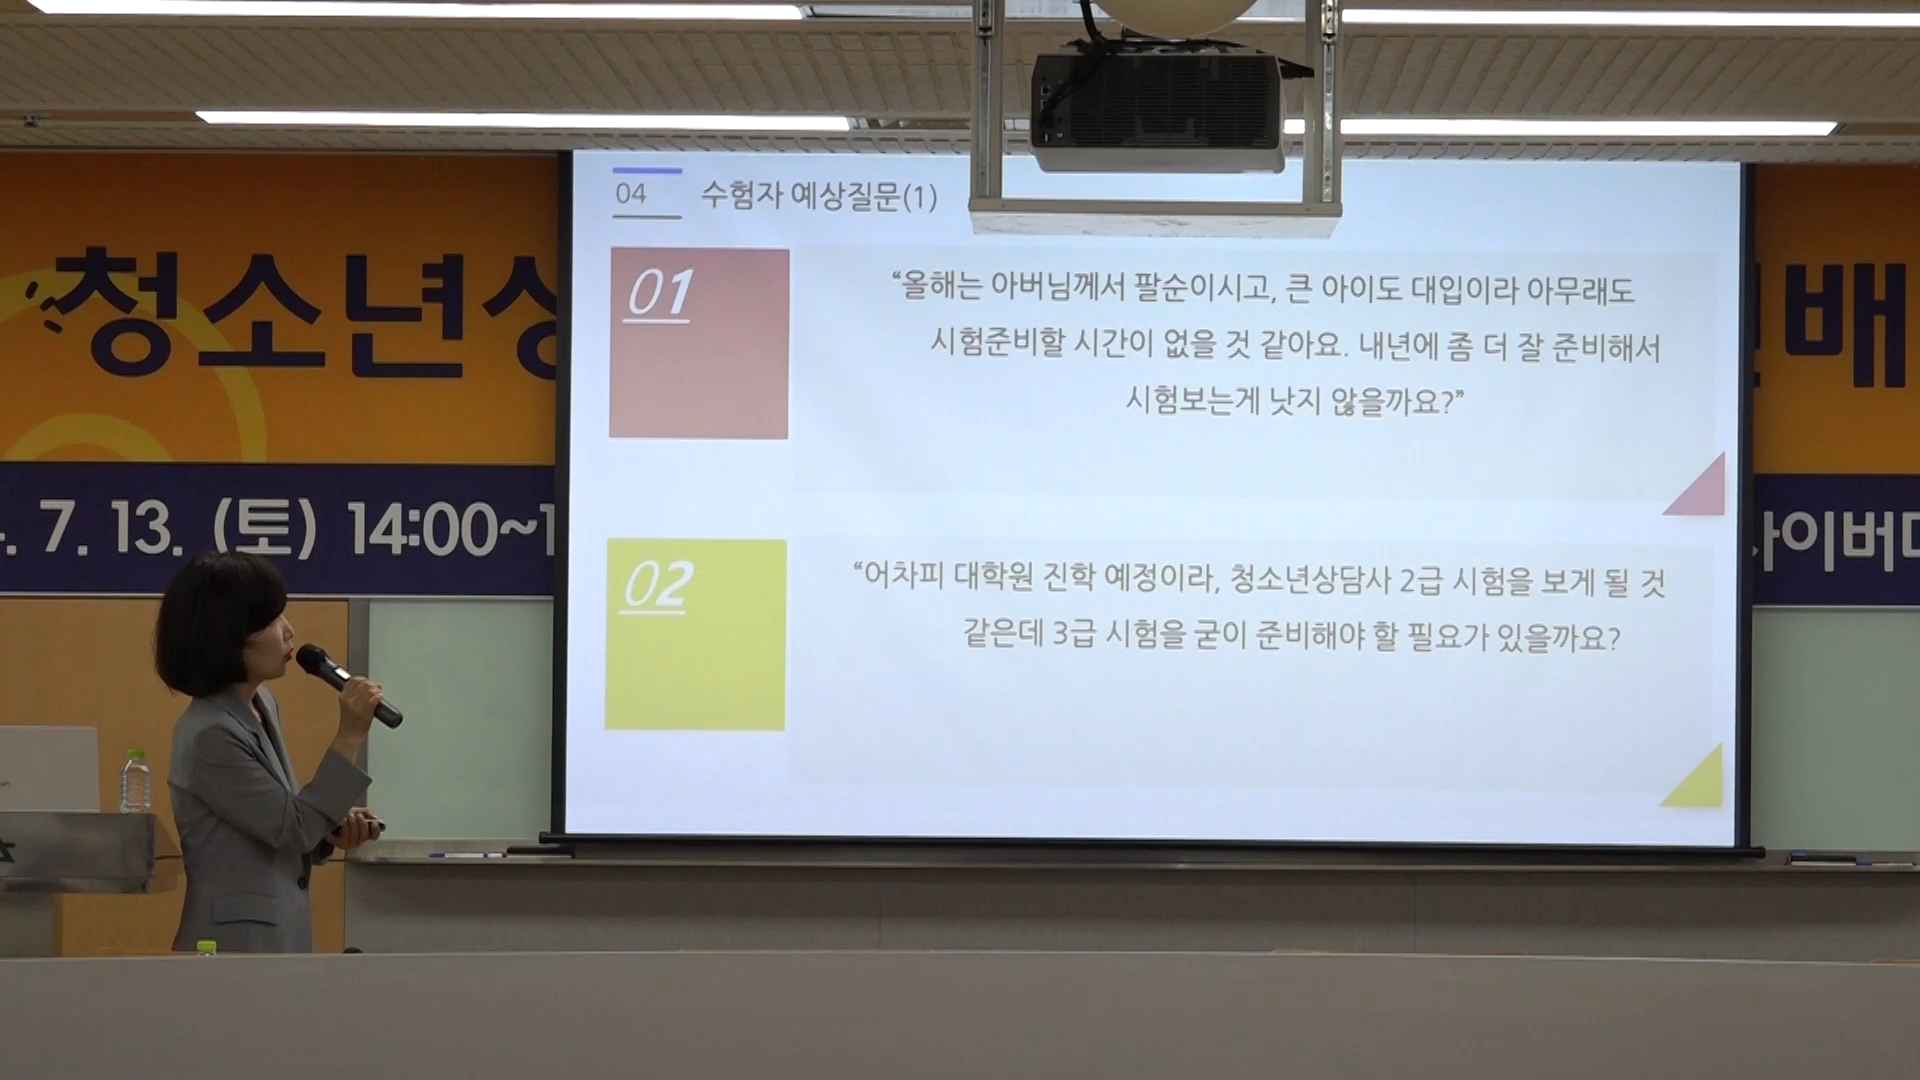 04 수험자 예상질문(1)
01
“올해는 아버님께서 팔순이시고, 큰 아이도 대입이라 아무래도
시험준비할 시간이 없을 것 같아요. 내년에 좀 더 잘 준비해서
시험보는게 낫지 않을까요?”
02
“어차피 대학원 진학 예정이라, 청소년상담사 2급 시험을 보게 될 것
같은데 3급 시험을 굳이 준비해야 할 필요가 있을까요?
청소년상
배
7. 13. (토) 14:00~1
사이버대